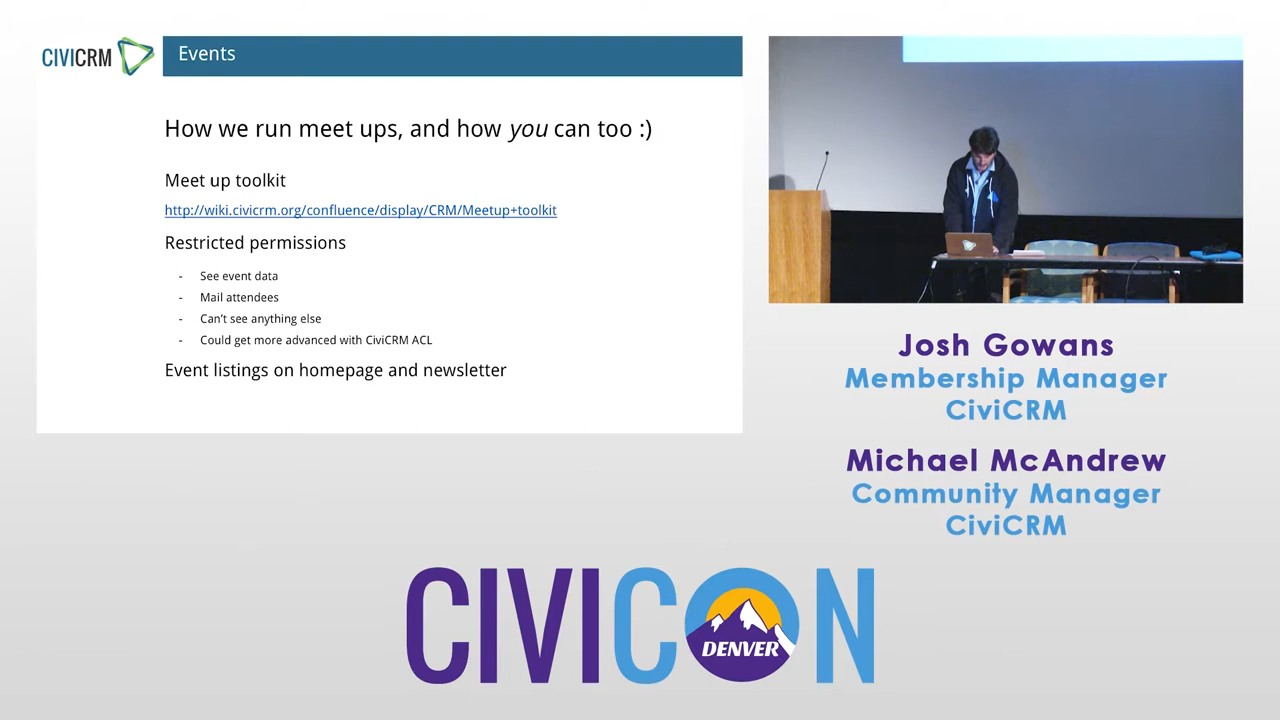 CIVICRM
Events
How we run meet ups, and how you can too :)
Meet up toolkit
http://wiki.civicrm.org/confluence/display/CRM/Meetup+toolkit
Restricted permissions
- See event data
- Mail attendees
- Can't see anything else
- Could get more advanced with CiviCRM ACL
Event listings on homepage and newsletter
Josh Gowans
Membership Manager
CiviCRM
Michael McAndrew
Community Manager
CiviCRM
CIVICON
DENVER